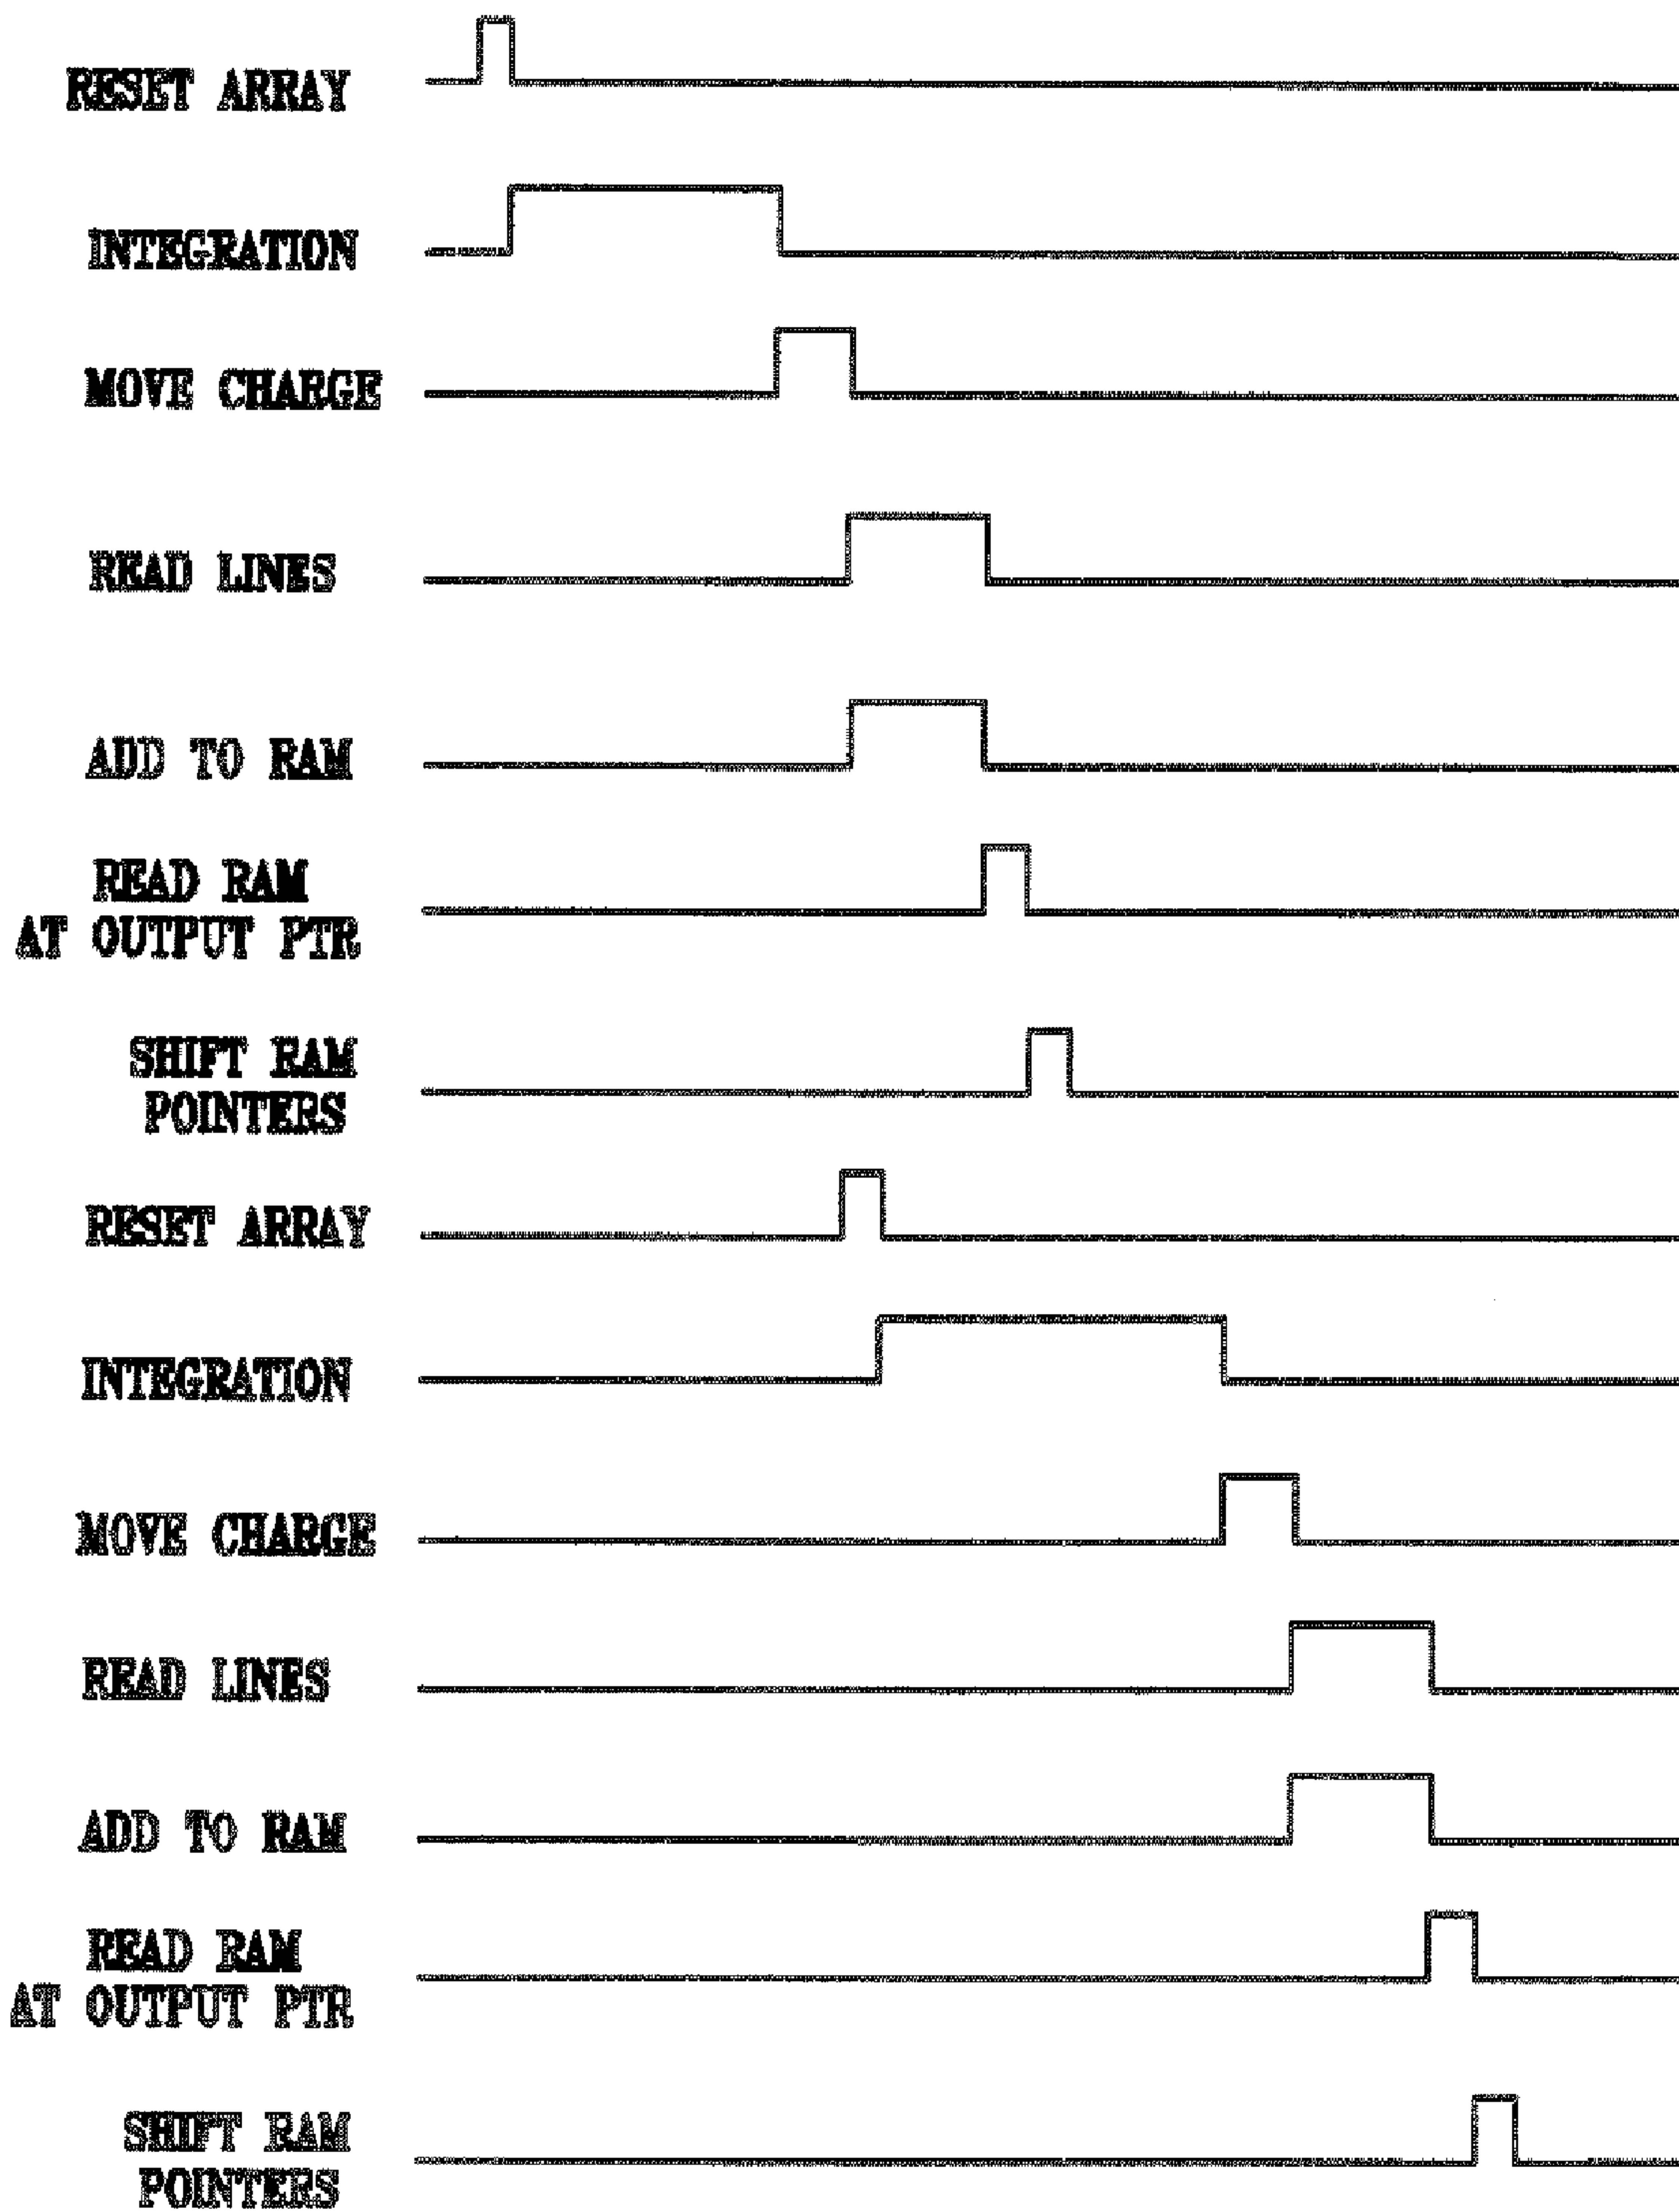 RESET ARRAY
INTEGRATION
MOVE CHARGE
READ LINES
ADD TO RAM
READ RAM
AT OUTPUT PTR
SHIFT RAM
POINTERS
RESET ARRAY
INTEGRATION
MOVE CHARGE
READ LINES
ADD TO RAM
READ RAM
AT OUTPUT PTR
SHIFT RAM
POINTERS